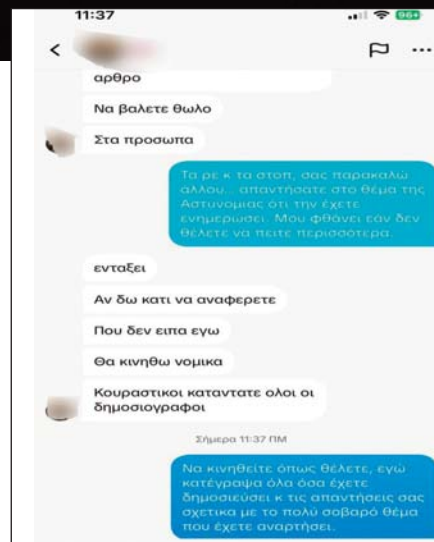 11:37
96+
αρθρο
Να βαλετε θωλο
Στα προσωπα
Τα ρε κ τα στοπ, σας παρακαλώ
άλλου... απαντήσατε στο θέμα της
Αστυνομιας ότι την έχετε
ενημερώσει. Μου φθάνει εάν δεν
θέλετε να πειτε περισσότερα.
ενταξει
Αν δω κατι να αναφερετε
Που δεν ειπα εγω
Θα κινηθω νομικα
Κουραστικοι καταντατε ολοι οι
δημοσιογραφοι
Σήμερα 11:37 ΠΜ
Να κινηθείτε όπως θέλετε, εγώ
κατέγραψα όλα όσα έχετε
δημοσιεύσει κ τις απαντήσεις σας
σχετικα με το πολύ σοβαρό θέμα
που έχετε αναρτήσει.